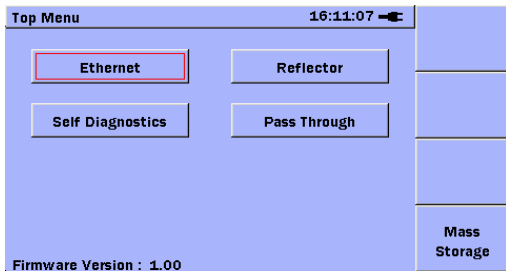 Top Menu 16:11:07
Ethernet Reflector
Self Diagnostics Pass Through
Mass
Storage
Firmware Version : 1.00